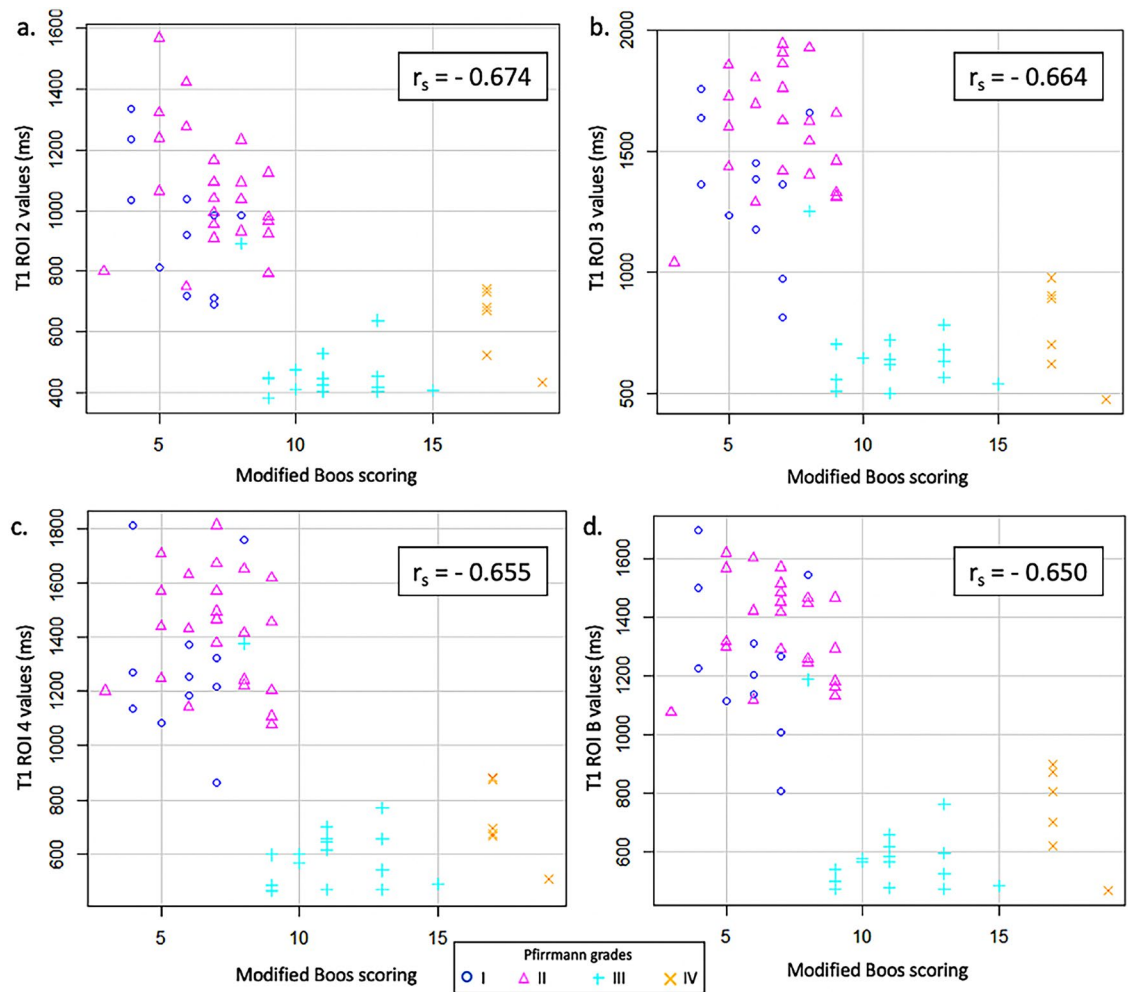 a.
T1 ROI 2 values (ms)
1600
1400
1200
1000
800
600
400
rs = - 0.674
5 10 15
Modified Boos scoring
b.
T1 ROI 3 values (ms)
2000
1500
1000
500
rs = - 0.664
5 10 15
Modified Boos scoring
c.
T1 ROI 4 values (ms)
1800
1600
1400
1200
1000
800
600
rs = - 0.655
5 10 15
Modified Boos scoring
d.
T1 ROI B values (ms)
1600
1400
1200
1000
800
600
rs = - 0.650
5 10 15
Modified Boos scoring
Pfirrmann grades
I II III IV